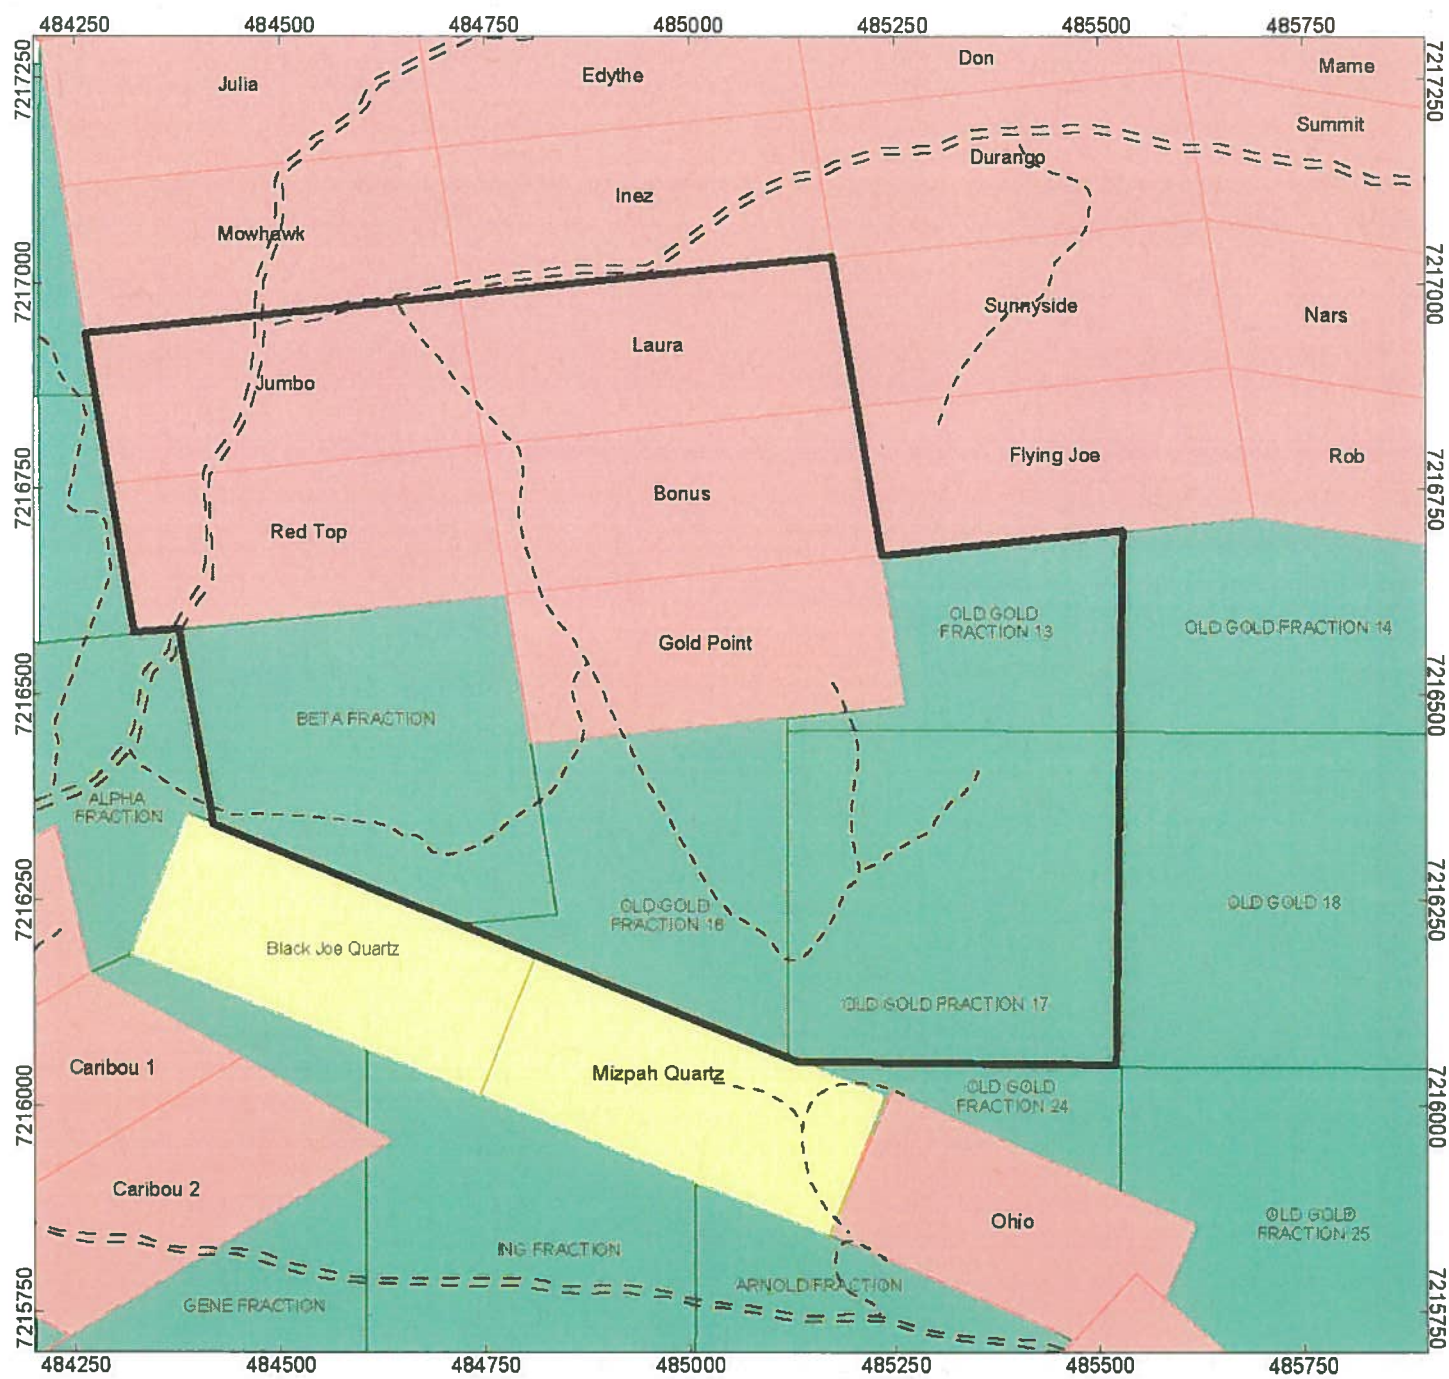 484250 484500 484750 485000 485250 485500 485750
7217250
7217250
Julia
Edythe
Don
Mame
Summit
Durango
Inez
Mowhawk
7217000
7217000
Sunnyside
Nars
Laura
Jumbo
Flying Joe
Rob
7216750
7216750
Bonus
Red Top
OLD GOLD
FRACTION 13
OLD GOLD FRACTION 14
Gold Point
7216500
7216500
BETA FRACTION
ALPHA
FRACTION
7216250
7216250
OLD GOLD
FRACTION 16
OLD GOLD 18
Black Joe Quartz
OLD GOLD FRACTION 17
Caribou 1
Mizpah Quartz
OLD GOLD
FRACTION 24
7216000
7216000
Caribou 2
Ohio
OLD GOLD
FRACTION 25
ING FRACTION
ARNOLD FRACTION
GENE FRACTION
7215750
7215750
484250 484500 484750 485000 485250 485500 485750